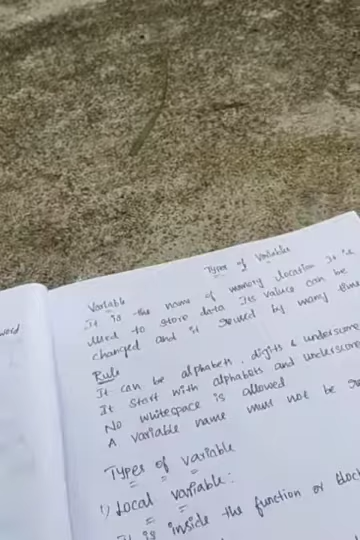 Types of Variables
Variable
It is the name of memory location It is
used to store data Its value can be
changed and it reused by many time
Rule
It can be alphabets, digits & underscore
It start with alphabets and underscore
No whitespace is allowed
A variable name must not be
Types of variable
1) Local variable:
It is inside the function or block